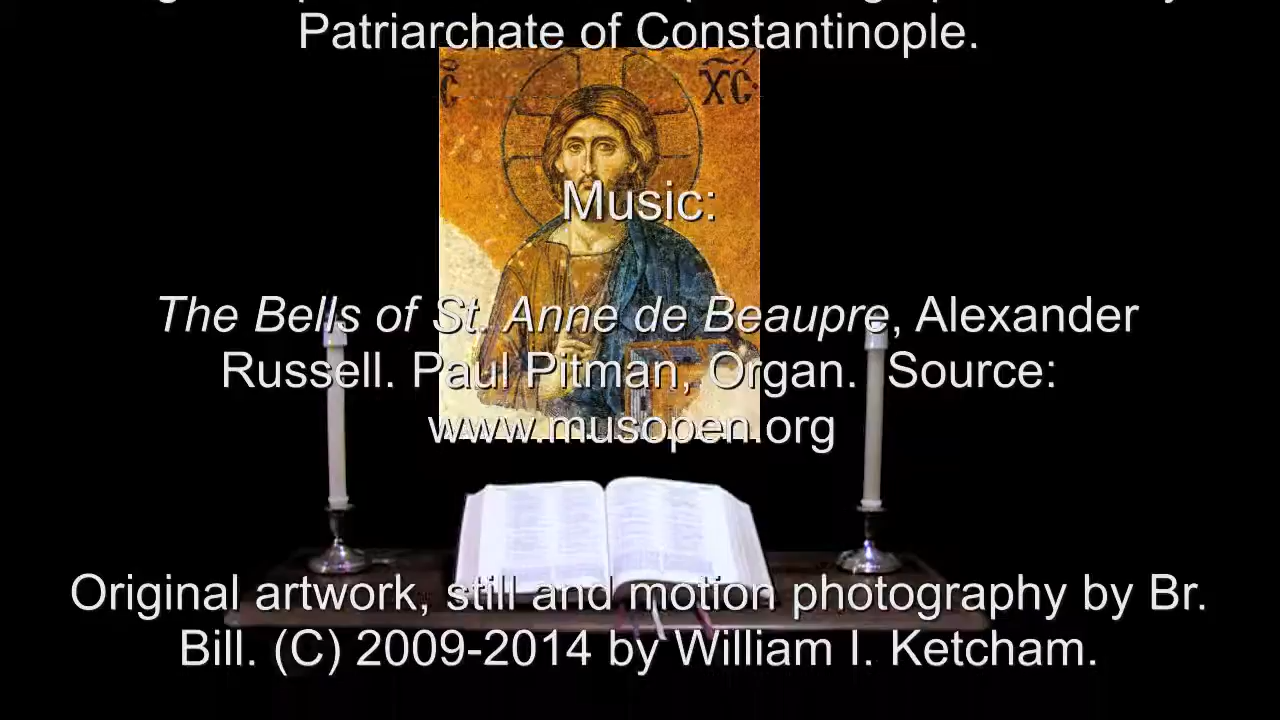 Patriarchate of Constantinople.
C
XC
Music:
The Bells of St. Anne de Beaupre, Alexander
Russell. Paul Pitman, Organ.  Source:
www.musopen.org
Original artwork, still and motion photography by Br.
Bill. (C) 2009-2014 by William I. Ketcham.